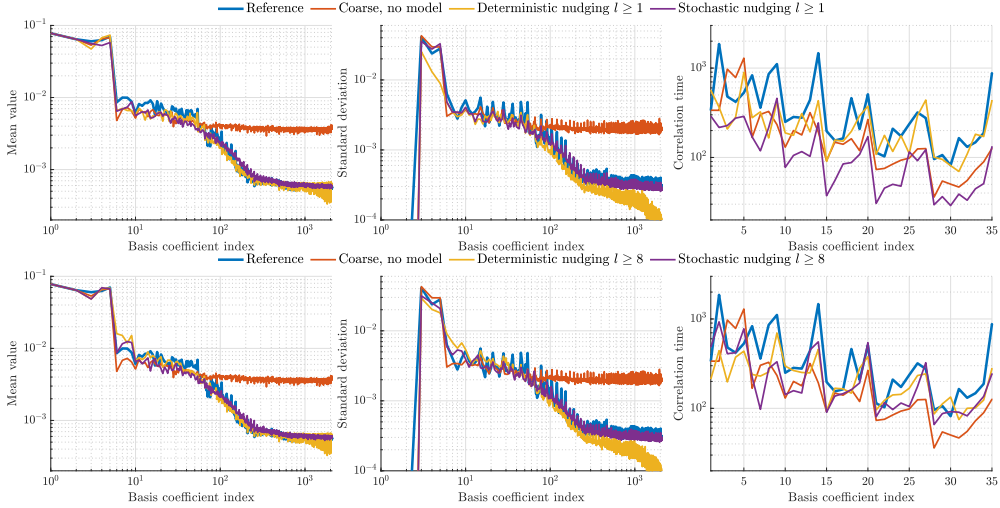 Reference Coarse, no model Deterministic nudging l ≥ 1 Stochastic nudging l ≥ 1
10^-1
10^-2
10^-3
Mean value
10^0 10^1 10^2 10^3
Basis coefficient index
10^-2
10^-3
10^-4
Standard deviation
10^0 10^1 10^2 10^3
Basis coefficient index
10^3
10^2
Correlation time
5 10 15 20 25 30 35
Basis coefficient index
Reference Coarse, no model Deterministic nudging l ≥ 8 Stochastic nudging l ≥ 8
10^-1
10^-2
10^-3
Mean value
10^0 10^1 10^2 10^3
Basis coefficient index
10^-2
10^-3
10^-4
Standard deviation
10^0 10^1 10^2 10^3
Basis coefficient index
10^3
10^2
Correlation time
5 10 15 20 25 30 35
Basis coefficient index